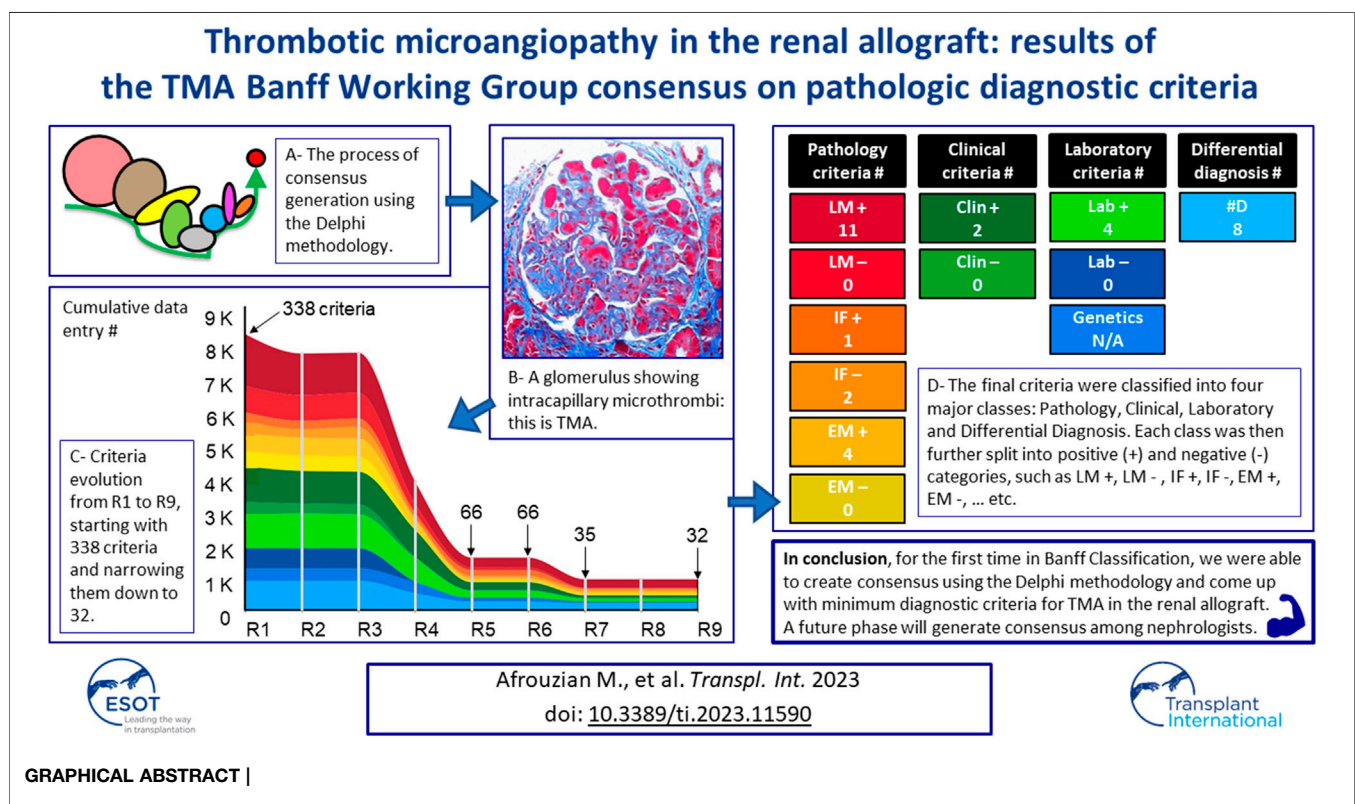 Thrombotic microangiopathy in the renal allograft: results of
the TMA Banff Working Group consensus on pathologic diagnostic criteria
A- The process of
consensus
generation using
the Delphi
methodology.
B- A glomerulus showing
intracapillary microthrombi:
this is TMA.
Cumulative data
entry #
9 K
8 K
7 K
6 K
5 K
4 K
3 K
2 K
1 K
0
338 criteria
66
66
35
32
R1
R2
R3
R4
R5
R6
R7
R8
R9
C- Criteria
evolution
from R1 to R9,
starting with
338 criteria
and narrowing
them down to
32.
Pathology
criteria #
LM +
11
LM –
0
IF +
1
IF –
2
EM +
4
EM –
0
Clinical
criteria #
Clin +
2
Clin –
0
Laboratory
criteria #
Lab +
4
Lab –
0
Genetics
N/A
Differential
diagnosis #
#D
8
D- The final criteria were classified into four
major classes: Pathology, Clinical, Laboratory
and Differential Diagnosis. Each class was then
further split into positive (+) and negative (-)
categories, such as LM +, LM - , IF +, IF -, EM +,
EM -, ... etc.
In conclusion, for the first time in Banff Classification, we were able
to create consensus using the Delphi methodology and come up
with minimum diagnostic criteria for TMA in the renal allograft.
A future phase will generate consensus among nephrologists.
ESOT
Leading the way
in transplantation
Afrouzian M., et al. Transpl. Int. 2023
doi: 10.3389/ti.2023.11590
Transplant
International
GRAPHICAL ABSTRACT |